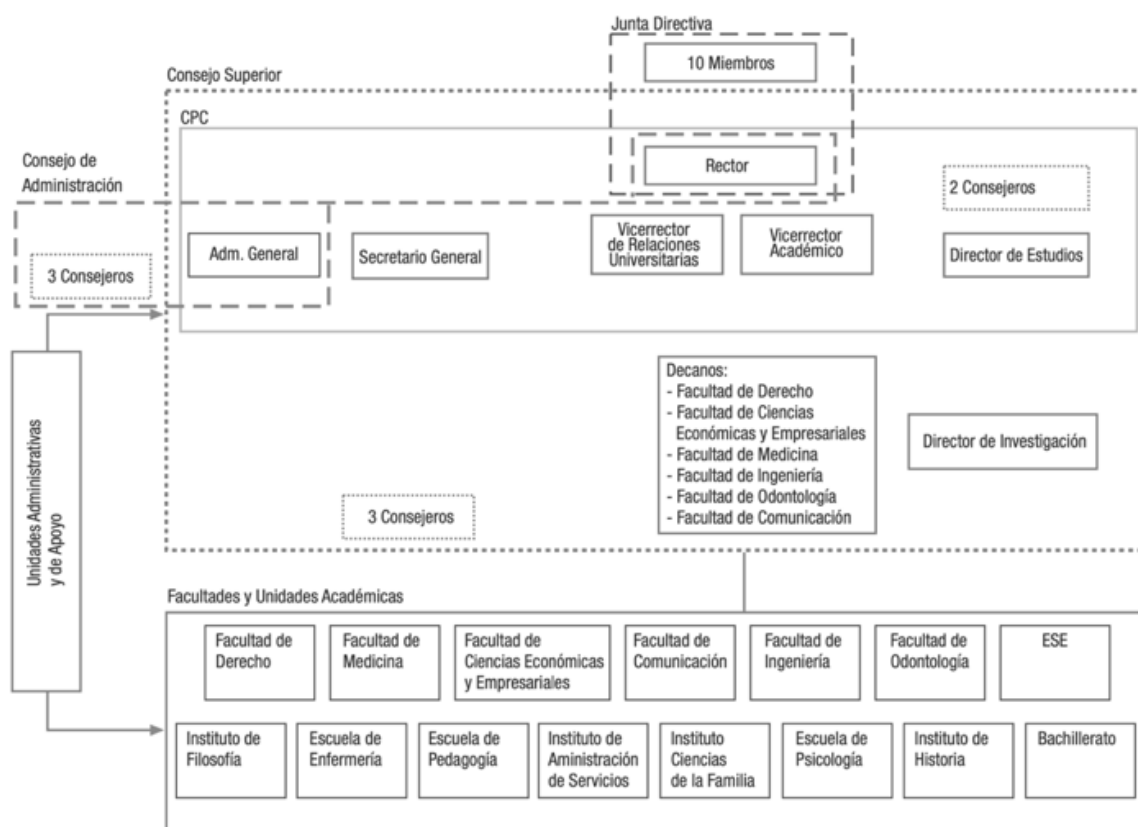 Junta Directiva
10 Miembros
Consejo Superior
CPC
Consejo de
Administración
Rector
2 Consejeros
3 Consejeros
Adm. General
Secretario General
Vicerrector
de Relaciones
Universitarias
Vicerrector
Académico
Director de Estudios
Unidades Administrativas
y de Apoyo
Decanos:
- Facultad de Derecho
- Facultad de Ciencias
Económicas y Empresariales
- Facultad de Medicina
- Facultad de Ingeniería
- Facultad de Odontología
- Facultad de Comunicación
Director de Investigación
3 Consejeros
Facultades y Unidades Académicas
Facultad de
Derecho
Facultad de
Medicina
Facultad de
Ciencias Económicas
y Empresariales
Facultad de
Comunicación
Facultad de
Ingeniería
Facultad de
Odontología
ESE
Instituto de
Filosofía
Escuela de
Enfermería
Escuela de
Pedagogía
Instituto de
Aministración
de Servicios
Instituto
Ciencias
de la Familia
Escuela de
Psicología
Instituto de
Historia
Bachillerato